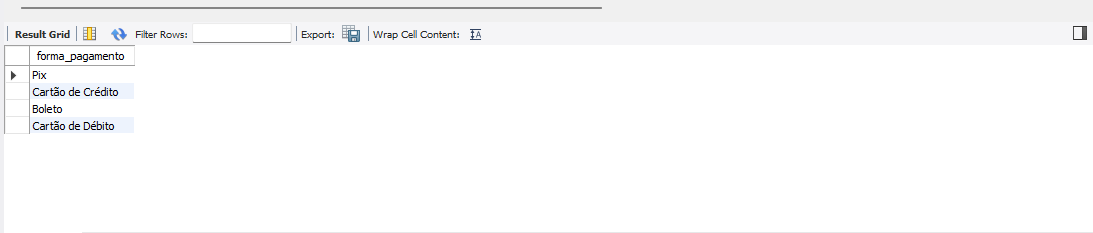 Result Grid Filter Rows: Export: Wrap Cell Content:
forma_pagamento
Pix
Cartão de Crédito
Boleto
Cartão de Débito